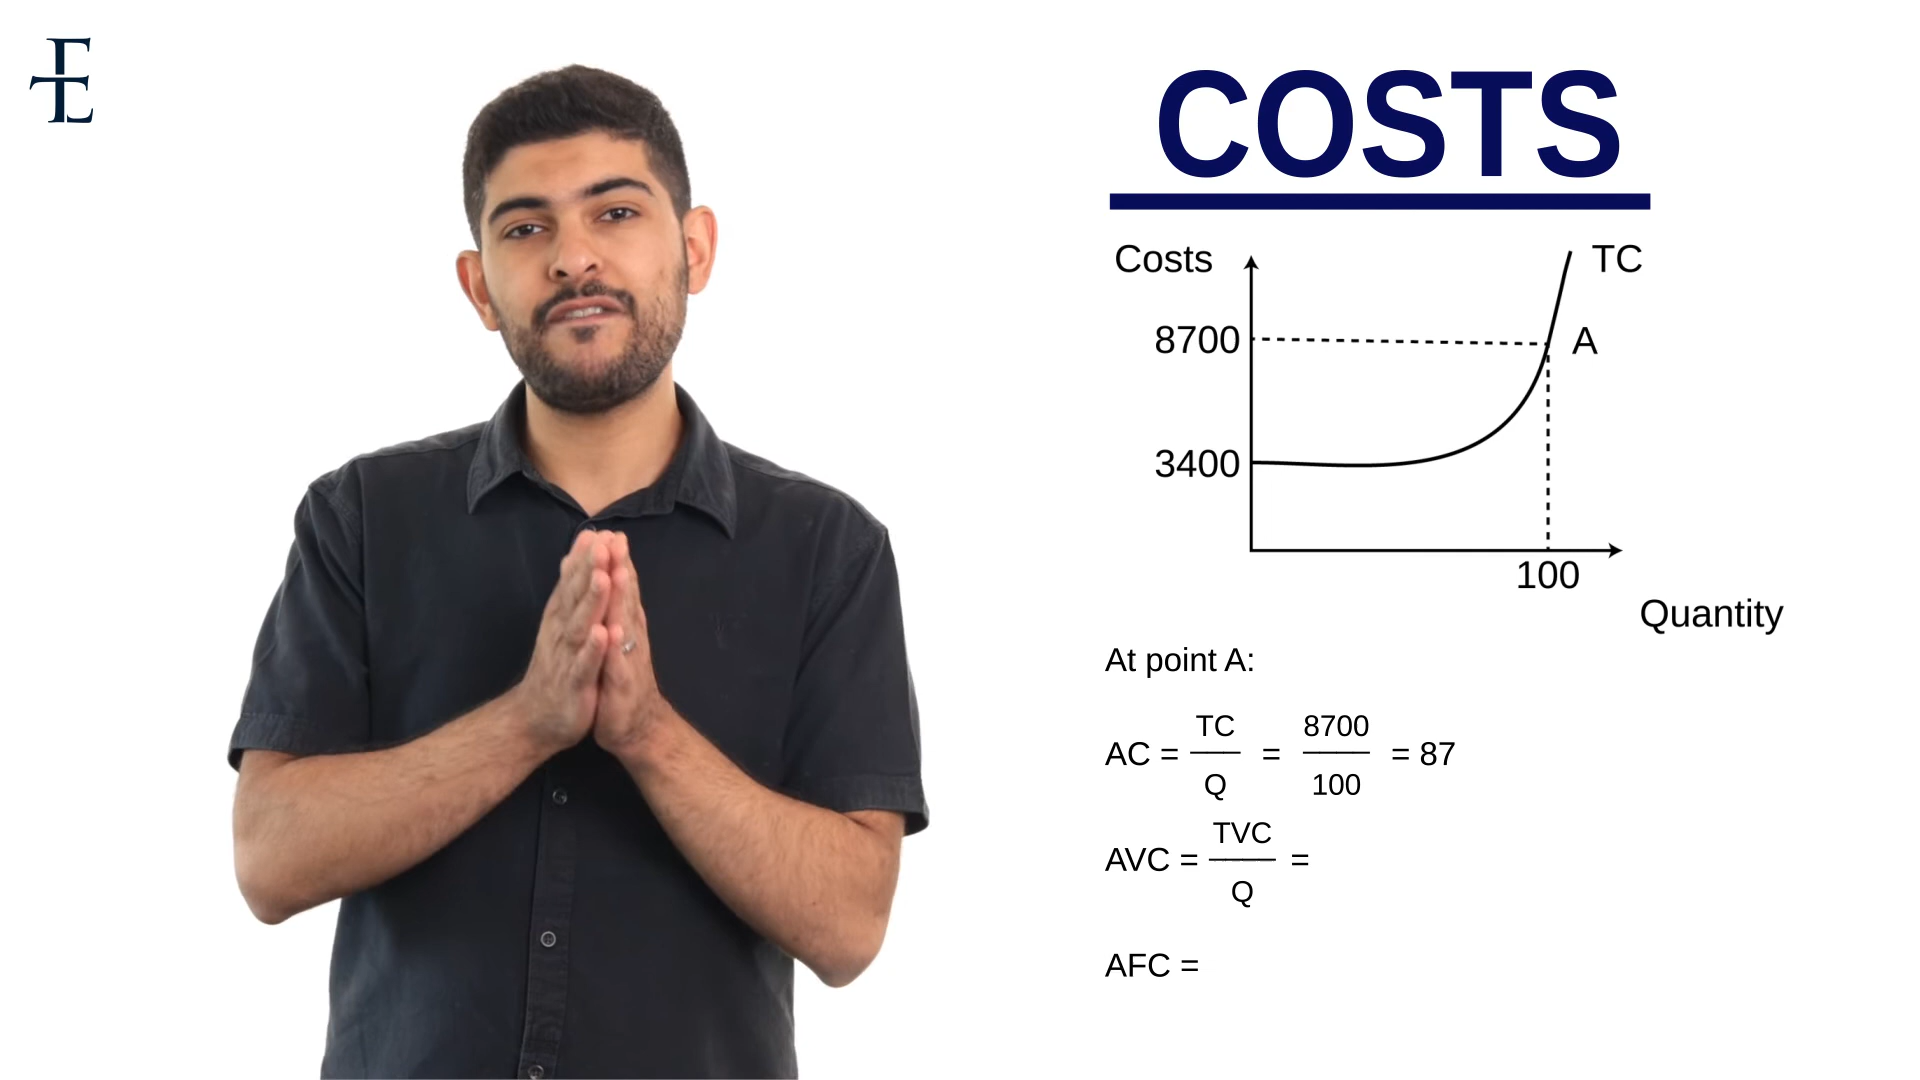 COSTS
Costs
TC
8700
A
3400
100
Quantity
At point A:
AC = TC / Q = 8700 / 100 = 87
AVC = TVC / Q =
AFC =